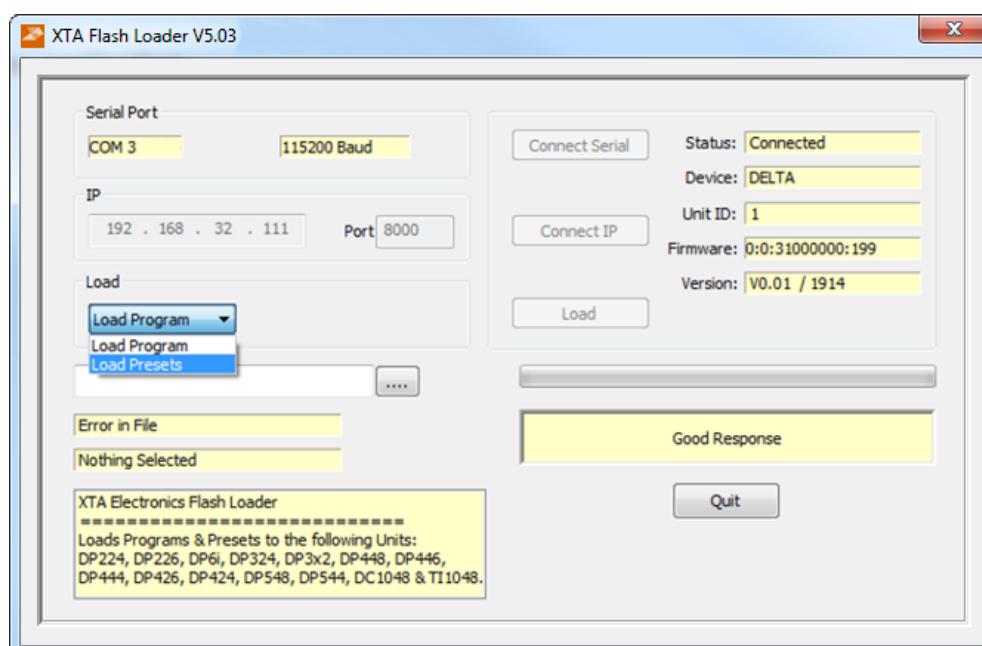 XTA Flash Loader V5.03
Serial Port
COM 3 115200 Baud
IP
192 . 168 . 32 . 111 Port 8000
Load
Load Program
Load Program
Load Presets
....
Error in File
Nothing Selected
XTA Electronics Flash Loader
============================
Loads Programs & Presets to the following Units:
DP224, DP226, DP6i, DP324, DP3x2, DP448, DP446,
DP444, DP426, DP424, DP548, DP544, DC1048 & TI1048.
Connect Serial
Connect IP
Load
Status: Connected
Device: DELTA
Unit ID: 1
Firmware: 0:0:31000000:199
Version: V0.01 / 1914
Good Response
Quit